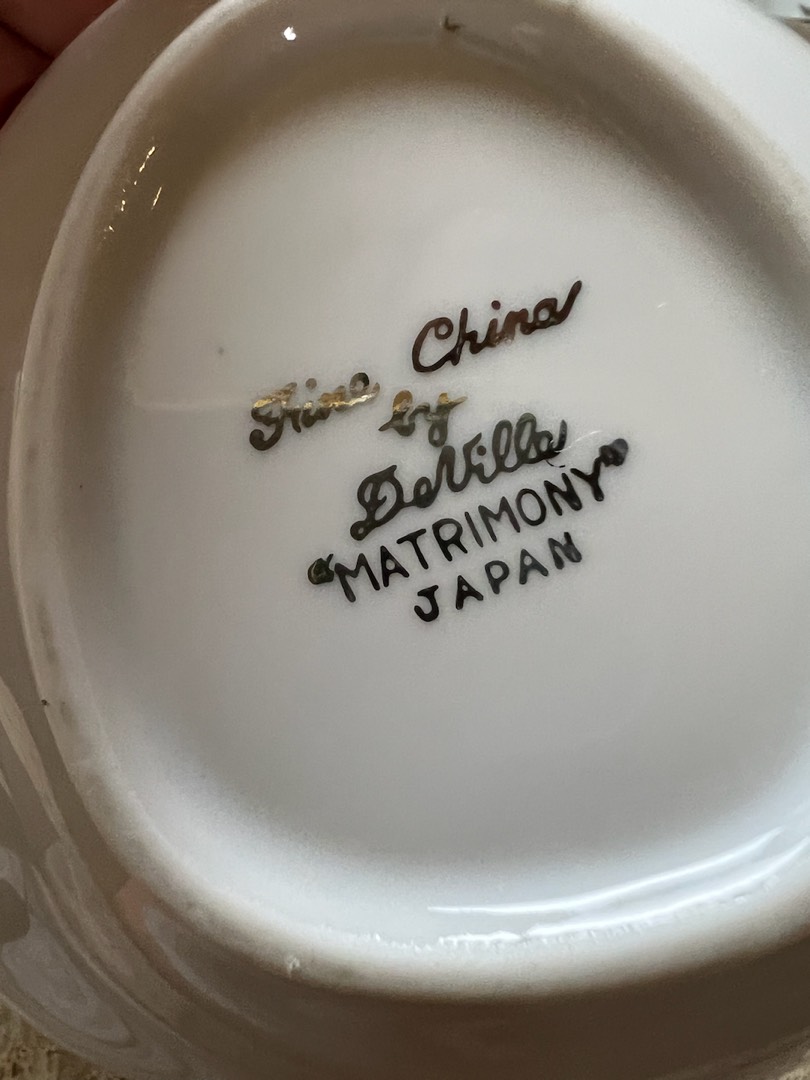 Fine China
by
DeVilla
"MATRIMONY"
JAPAN